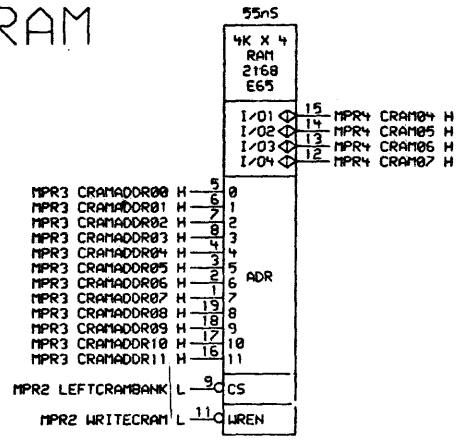 RAM
55nS
4K X 4
RAM
2168
E65
I/O1 15 MPR4 CRAM04 H
I/O2 14 MPR4 CRAM05 H
I/O3 13 MPR4 CRAM06 H
I/O4 12 MPR4 CRAM07 H
MPR3 CRAMADDR00 H 5 0
MPR3 CRAMADDR01 H 6 1
MPR3 CRAMADDR02 H 7 2
MPR3 CRAMADDR03 H 8 3
MPR3 CRAMADDR04 H 4 4
MPR3 CRAMADDR05 H 3 5
MPR3 CRAMADDR06 H 2 6
MPR3 CRAMADDR07 H 1 7
MPR3 CRAMADDR08 H 19 8
MPR3 CRAMADDR09 H 18 9
MPR3 CRAMADDR10 H 17 10
MPR3 CRAMADDR11 H 16 11
ADR
MPR2 LEFTCRAMBANK L 9 CS
MPR2 WRITECRAM L 11 WREN